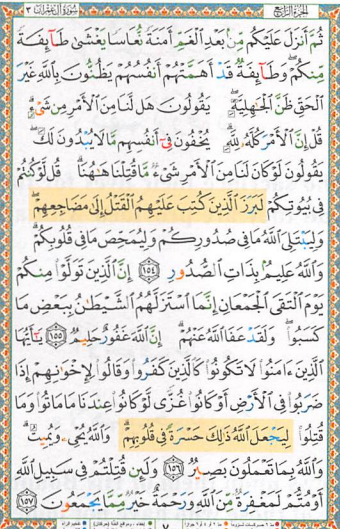 الجزء الرابع سورة آل عمران ٣
ثُمَّ أَنزَلَ عَلَيْكُم مِّنۢ بَعْدِ ٱلْغَمِّ أَمَنَةً نُّعَاسًا يَغْشَىٰ طَآئِفَةً
مِّنكُمْ ۖ وَطَآئِفَةٌ قَدْ أَهَمَّتْهُمْ أَنفُسُهُمْ يَظُنُّونَ بِٱللَّهِ غَيْرَ
ٱلْحَقِّ ظَنَّ ٱلْجَٰهِلِيَّةِ ۖ يَقُولُونَ هَل لَّنَا مِنَ ٱلْأَمْرِ مِن شَىْءٍ ۗ
قُلْ إِنَّ ٱلْأَمْرَ كُلَّهُۥ لِلَّهِ ۗ يُخْفُونَ فِىٓ أَنفُسِهِم مَّا لَا يُبْدُونَ لَكَ ۖ
يَقُولُونَ لَوْ كَانَ لَنَا مِنَ ٱلْأَمْرِ شَىْءٌ مَّا قُتِلْنَا هَٰهُنَا ۗ قُل لَّوْ كُنتُمْ
فِى بُيُوتِكُمْ لَبَرَزَ ٱلَّذِينَ كُتِبَ عَلَيْهِمُ ٱلْقَتْلُ إِلَىٰ مَضَاجِعِهِمْ ۖ
وَلِيَبْتَلِىَ ٱللَّهُ مَا فِى صُدُورِكُمْ وَلِيُمَحِّصَ مَا فِى قُلُوبِكُمْ ۗ
وَٱللَّهُ عَلِيمٌۢ بِذَاتِ ٱلصُّدُورِ ١٥٤ إِنَّ ٱلَّذِينَ تَوَلَّوْا۟ مِنكُمْ
يَوْمَ ٱلْتَقَى ٱلْجَمْعَانِ إِنَّمَا ٱسْتَزَلَّهُمُ ٱلشَّيْطَٰنُ بِبَعْضِ مَا
كَسَبُوا۟ ۖ وَلَقَدْ عَفَا ٱللَّهُ عَنْهُمْ ۗ إِنَّ ٱللَّهَ غَفُورٌ حَلِيمٌ ١٥٥ يَٰٓأَيُّهَا
ٱلَّذِينَ ءَامَنُوا۟ لَا تَكُونُوا۟ كَٱلَّذِينَ كَفَرُوا۟ وَقَالُوا۟ لِإِخْوَٰنِهِمْ إِذَا
ضَرَبُوا۟ فِى ٱلْأَرْضِ أَوْ كَانُوا۟ غُزًّى لَّوْ كَانُوا۟ عِندَنَا مَا مَاتُوا۟ وَمَا
قُتِلُوا۟ لِيَجْعَلَ ٱللَّهُ ذَٰلِكَ حَسْرَةً فِى قُلُوبِهِمْ ۗ وَٱللَّهُ يُحْىِۦ وَيُمِيتُ ۗ
وَٱللَّهُ بِمَا تَعْمَلُونَ بَصِيرٌ ١٥٦ وَلَئِن قُتِلْتُمْ فِى سَبِيلِ ٱللَّهِ
أَوْ مُتُّمْ لَمَغْفِرَةٌ مِّنَ ٱللَّهِ وَرَحْمَةٌ خَيْرٌ مِّمَّا يَجْمَعُونَ ١٥٧